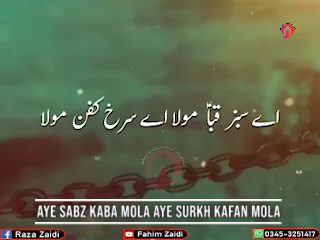 اے سبز قباؑ مولا اے سرخ کفن مولا
AYE SABZ KABA MOLA AYE SURKH KAFAN MOLA
Raza Zaidi Fahim Zaidi 0345-3251417